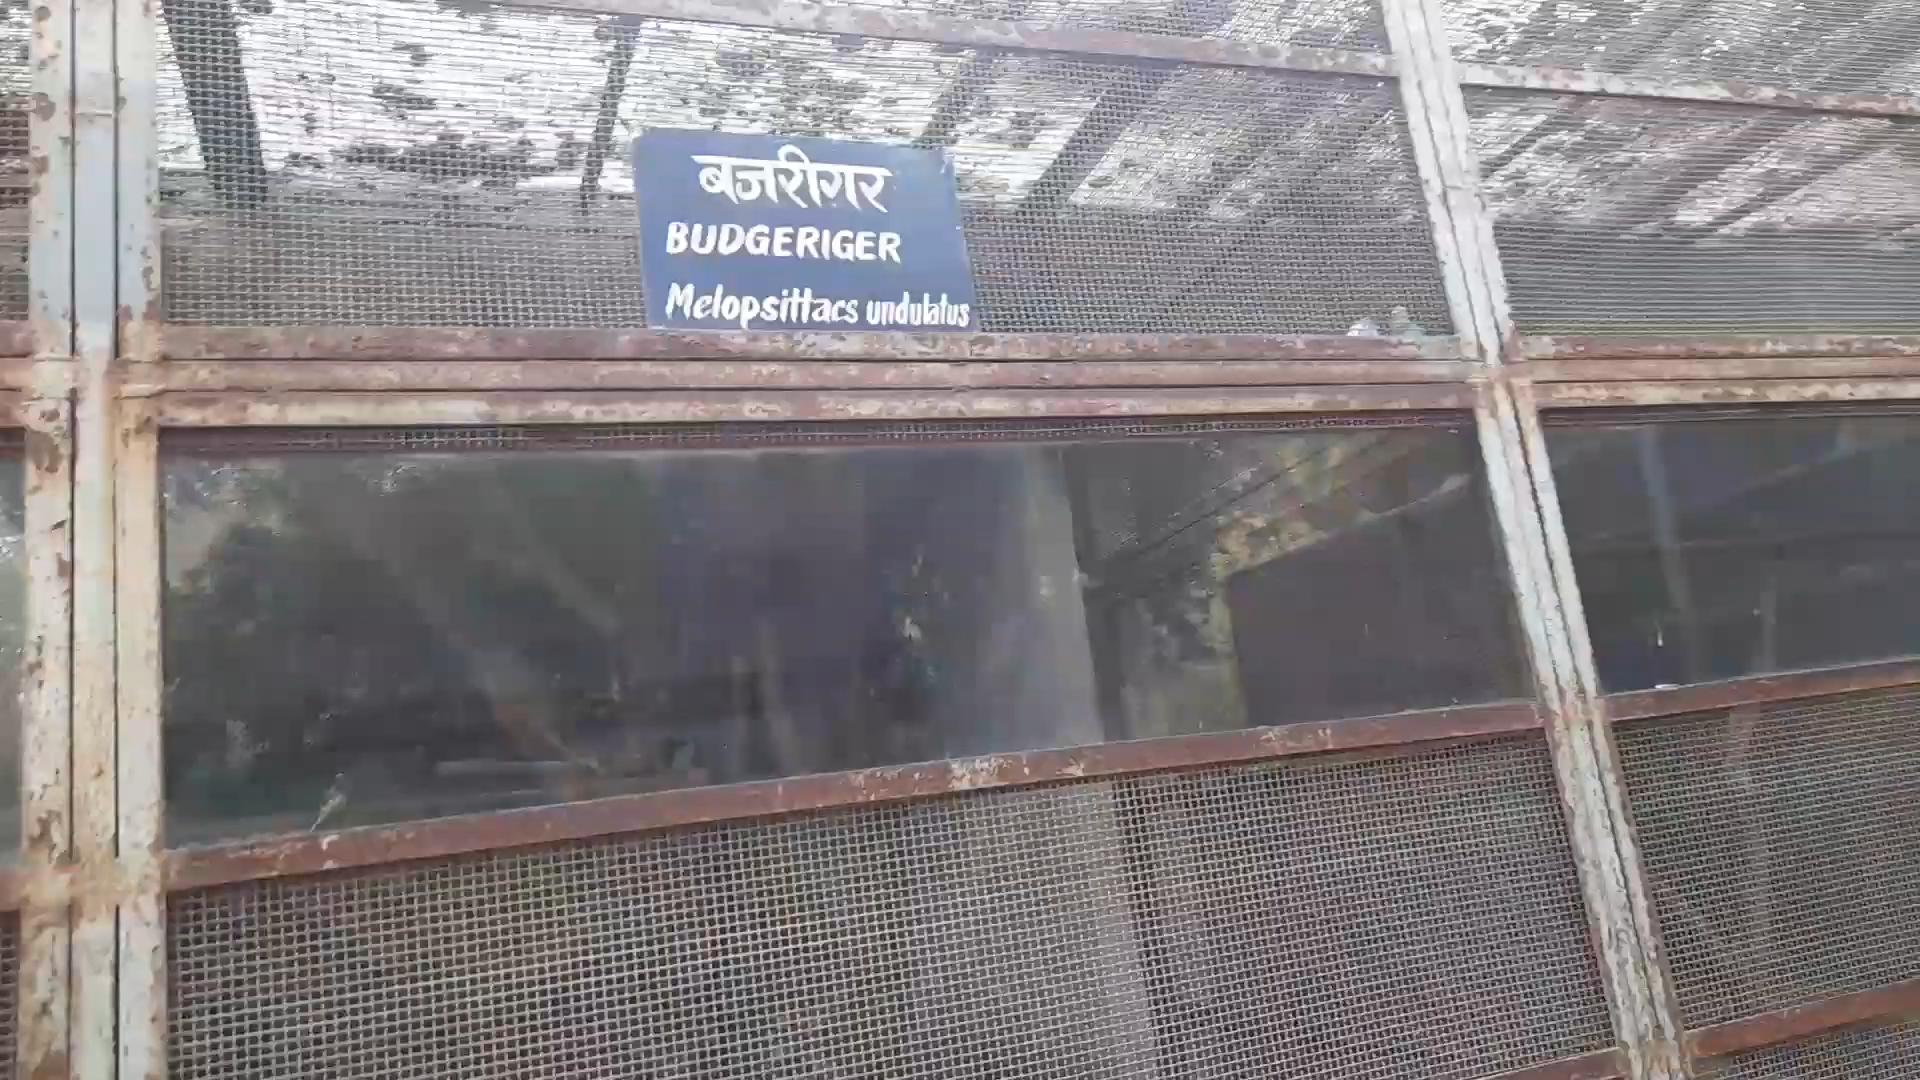 बजरीगर
BUDGERIGER
Melopsittacs undulatus